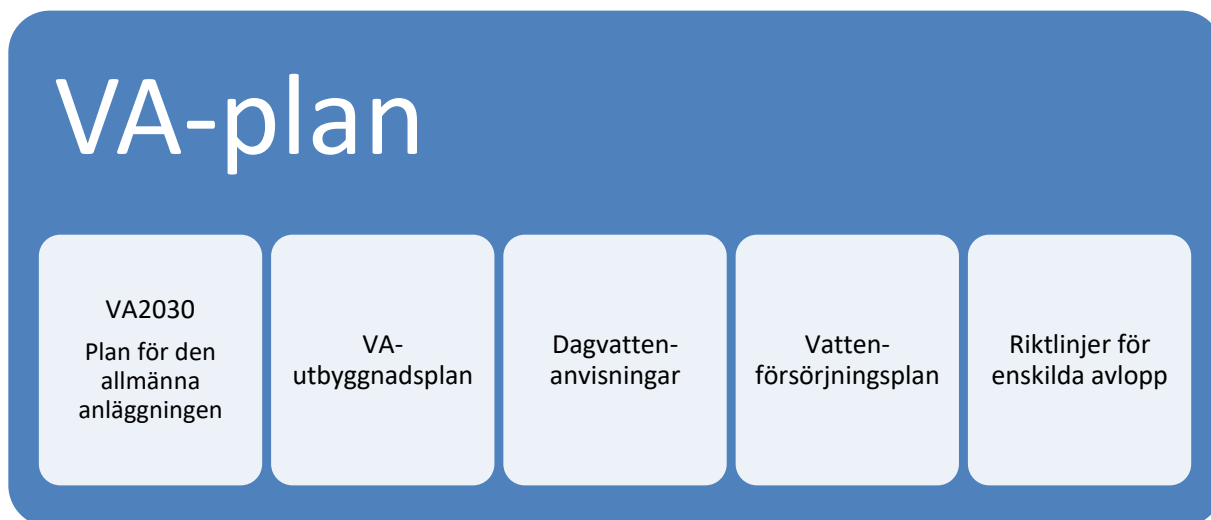 VA-plan
VA2030
Plan för den
allmänna
anläggningen
VA-
utbyggnadsplan
Dagvatten-
anvisningar
Vatten-
försörjningsplan
Riktlinjer för
enskilda avlopp